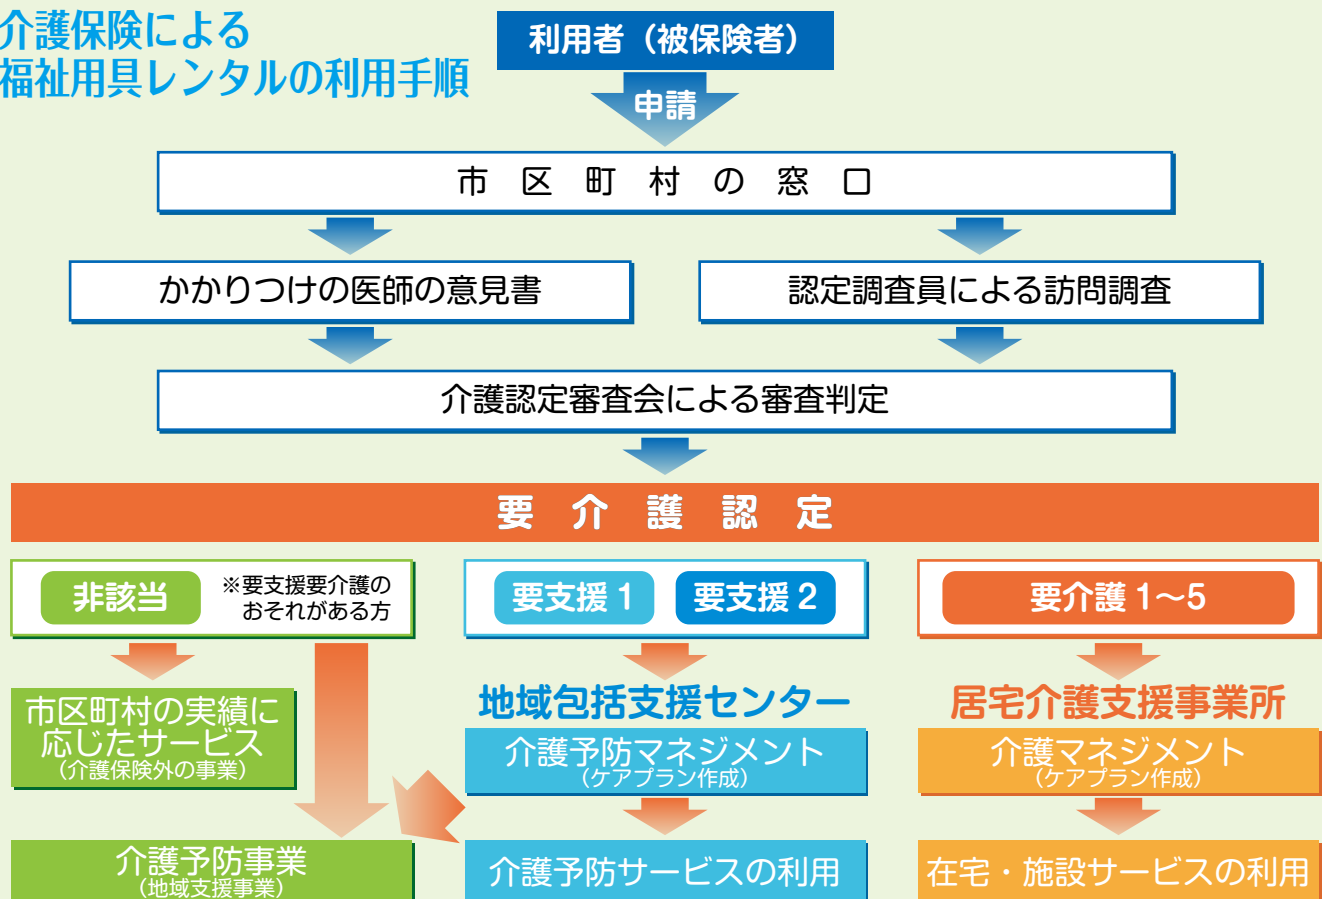 介護保険による
福祉用具レンタルの利用手順
利用者（被保険者）
申請
市区町村の窓口
かかりつけの医師の意見書
認定調査員による訪問調査
介護認定審査会による審査判定
要介護認定
非該当
※要支援要介護の
おそれがある方
要支援1
要支援2
要介護1～5
市区町村の実績に
応じたサービス
（介護保険外の事業）
地域包括支援センター
介護予防マネジメント
（ケアプラン作成）
居宅介護支援事業所
介護マネジメント
（ケアプラン作成）
介護予防事業
（地域支援事業）
介護予防サービスの利用
在宅・施設サービスの利用